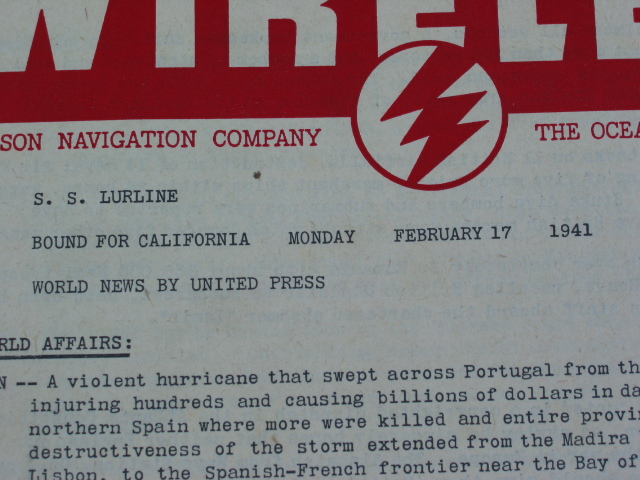 WIRELE
SON NAVIGATION COMPANY THE OCEA
S. S. LURLINE
BOUND FOR CALIFORNIA MONDAY FEBRUARY 17 1941
WORLD NEWS BY UNITED PRESS
RLD AFFAIRS:
N -- A violent hurricane that swept across Portugal from th
injuring hundreds and causing billions of dollars in da
northern Spain where more were killed and entire provin
destructiveness of the storm extended from the Madira
Lisbon, to the Spanish-French frontier near the Bay of